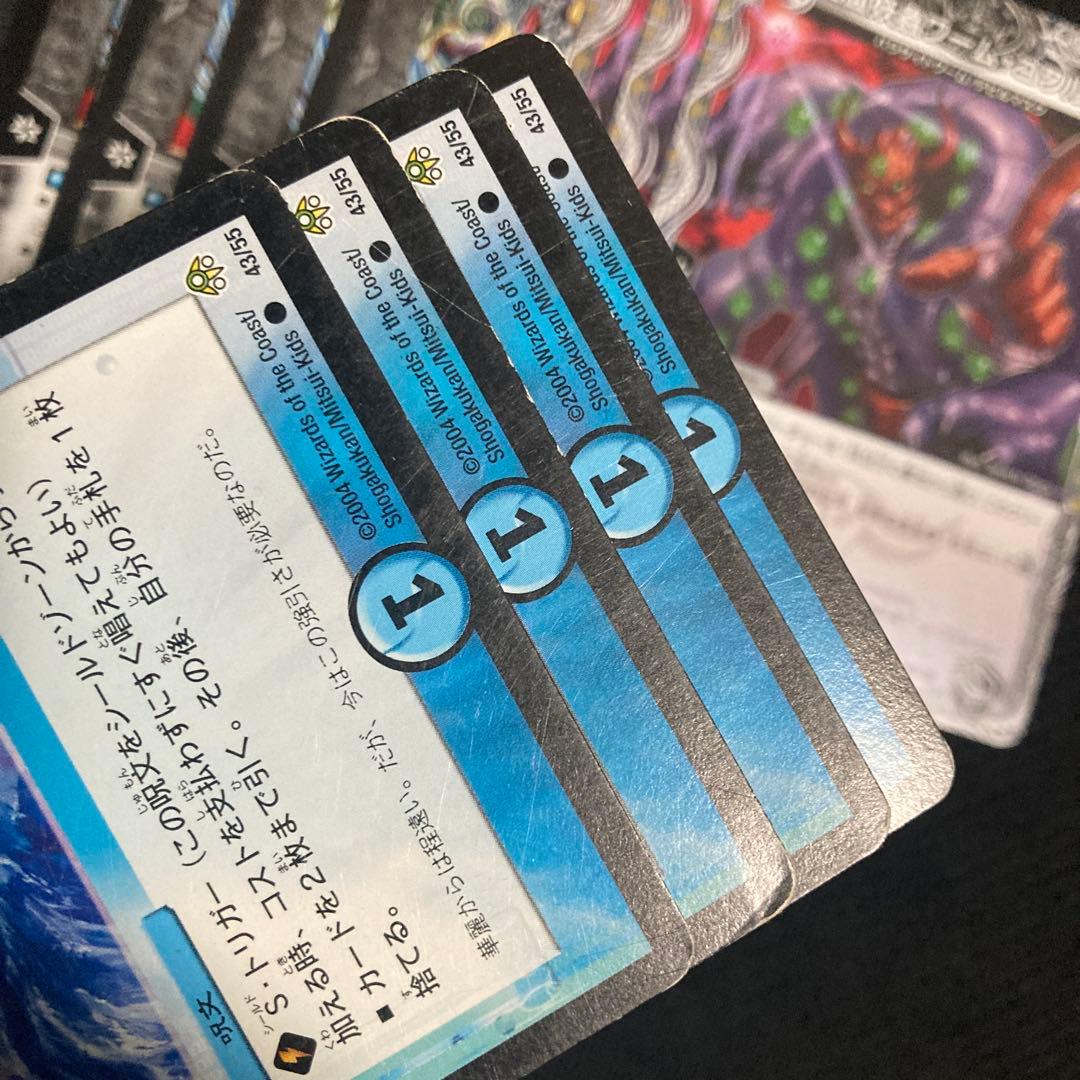 呪文
S・トリガー（この呪文をシールドゾーンから
加える時、コストを支払わずにすぐ唱えてもよい）
■ カードを2枚まで引く。その後、自分の手札を1枚
捨てる。
華麗からは程遠い。だが、今はこの強引さが必要なのだ。
©2004 Wizards of the Coast/
Shogakukan/Mitsui-Kids
● 43/55
1
©2004 Wizards of the Coast/
Shogakukan/Mitsui-Kids
● 43/55
1
©2004 Wizards of the Coast/
Shogakukan/Mitsui-Kids
● 43/55
1
Shogakukan/Mitsui-Kids
● 43/55
1